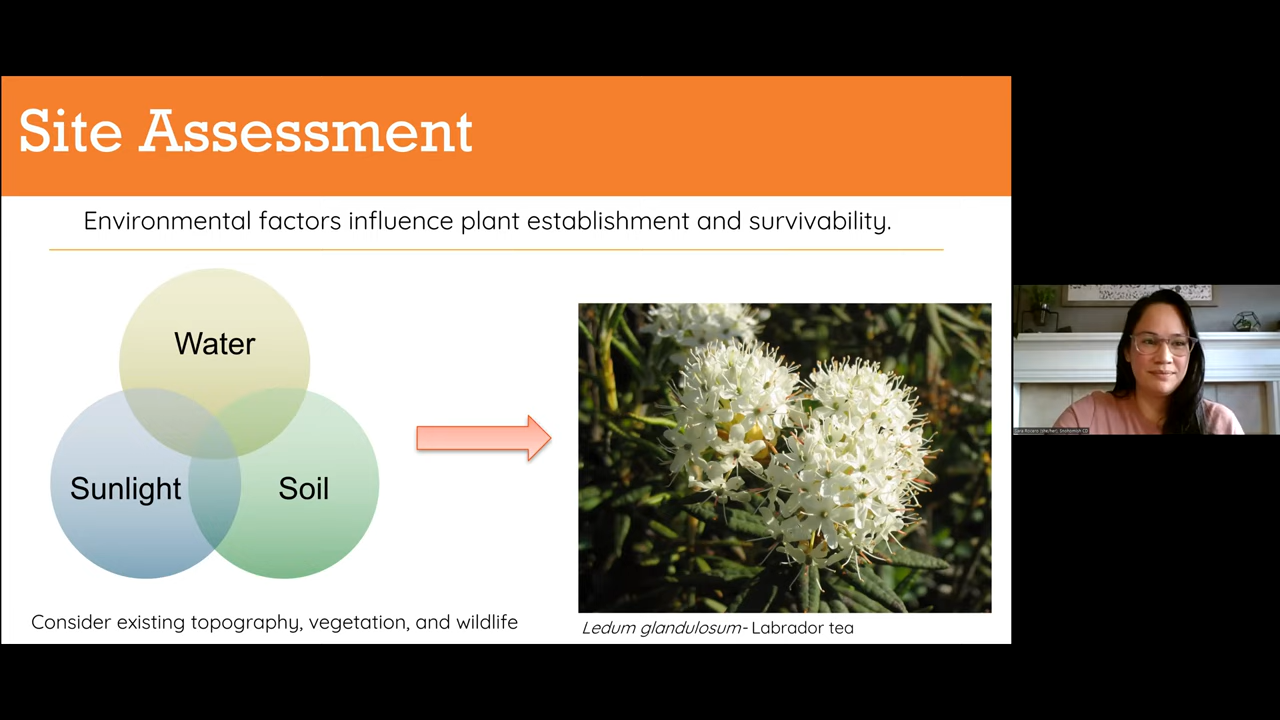 Site Assessment
Environmental factors influence plant establishment and survivability.
Water
Sunlight
Soil
Consider existing topography, vegetation, and wildlife
Ledum glandulosum- Labrador tea